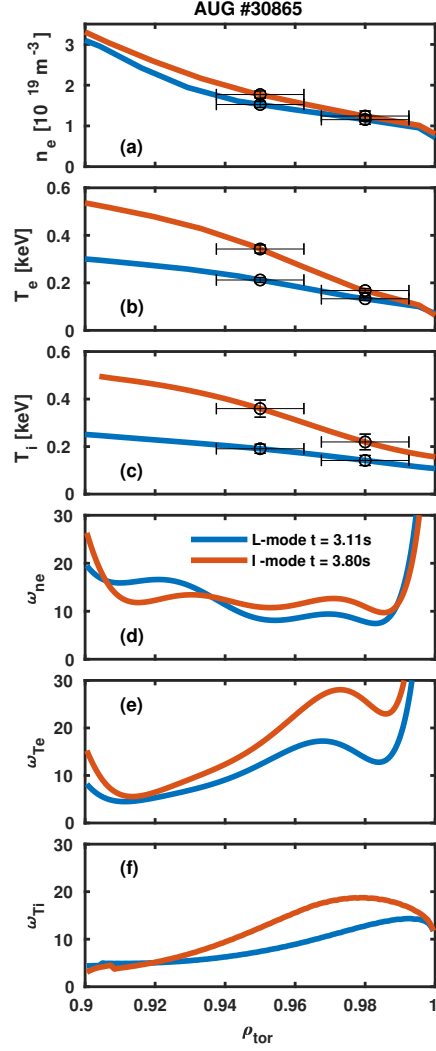 AUG #30865
3
2
1
0
n_e [10^19 m^-3]
(a)
0.6
0.4
0.2
0
T_e [keV]
(b)
0.6
0.4
0.2
0
T_i [keV]
(c)
30
20
10
0
ω_ne
L-mode t = 3.11s
I -mode t = 3.80s
(d)
30
20
10
0
ω_Te
(e)
30
20
10
0
ω_Ti
(f)
0.9 0.92 0.94 0.96 0.98 1
ρ_tor